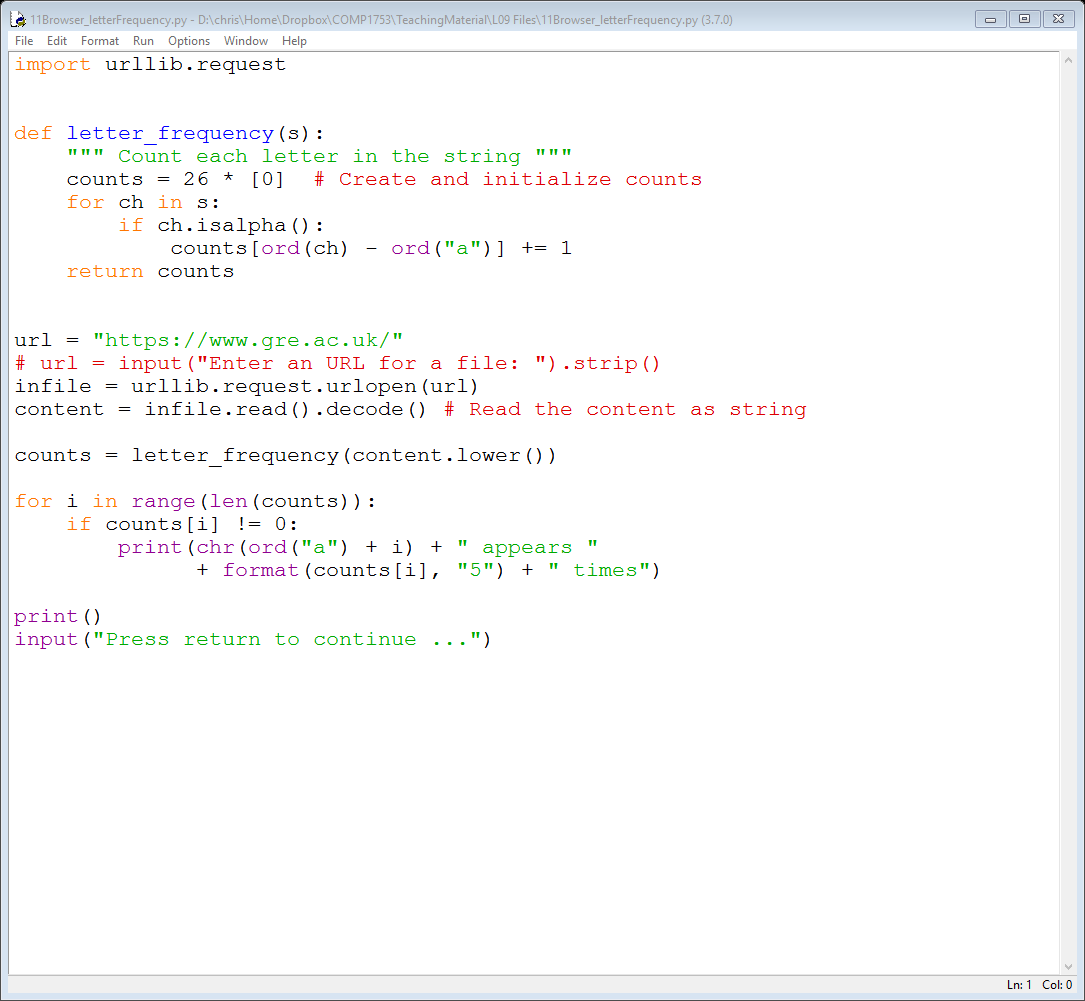 11Browser_letterFrequency.py - D:\chris\Home\Dropbox\COMP1753\TeachingMaterial\L09 Files\11Browser_letterFrequency.py (3.7.0)
File Edit Format Run Options Window Help
import urllib.request
def letter_frequency(s):
    """ Count each letter in the string """
    counts = 26 * [0]  # Create and initialize counts
    for ch in s:
        if ch.isalpha():
            counts[ord(ch) - ord("a")] += 1
    return counts
url = "https://www.gre.ac.uk/"
# url = input("Enter an URL for a file: ").strip()
infile = urllib.request.urlopen(url)
content = infile.read().decode() # Read the content as string
counts = letter_frequency(content.lower())
for i in range(len(counts)):
    if counts[i] != 0:
        print(chr(ord("a") + i) + " appears "
              + format(counts[i], "5") + " times")
print()
input("Press return to continue ...")
Ln: 1 Col: 0